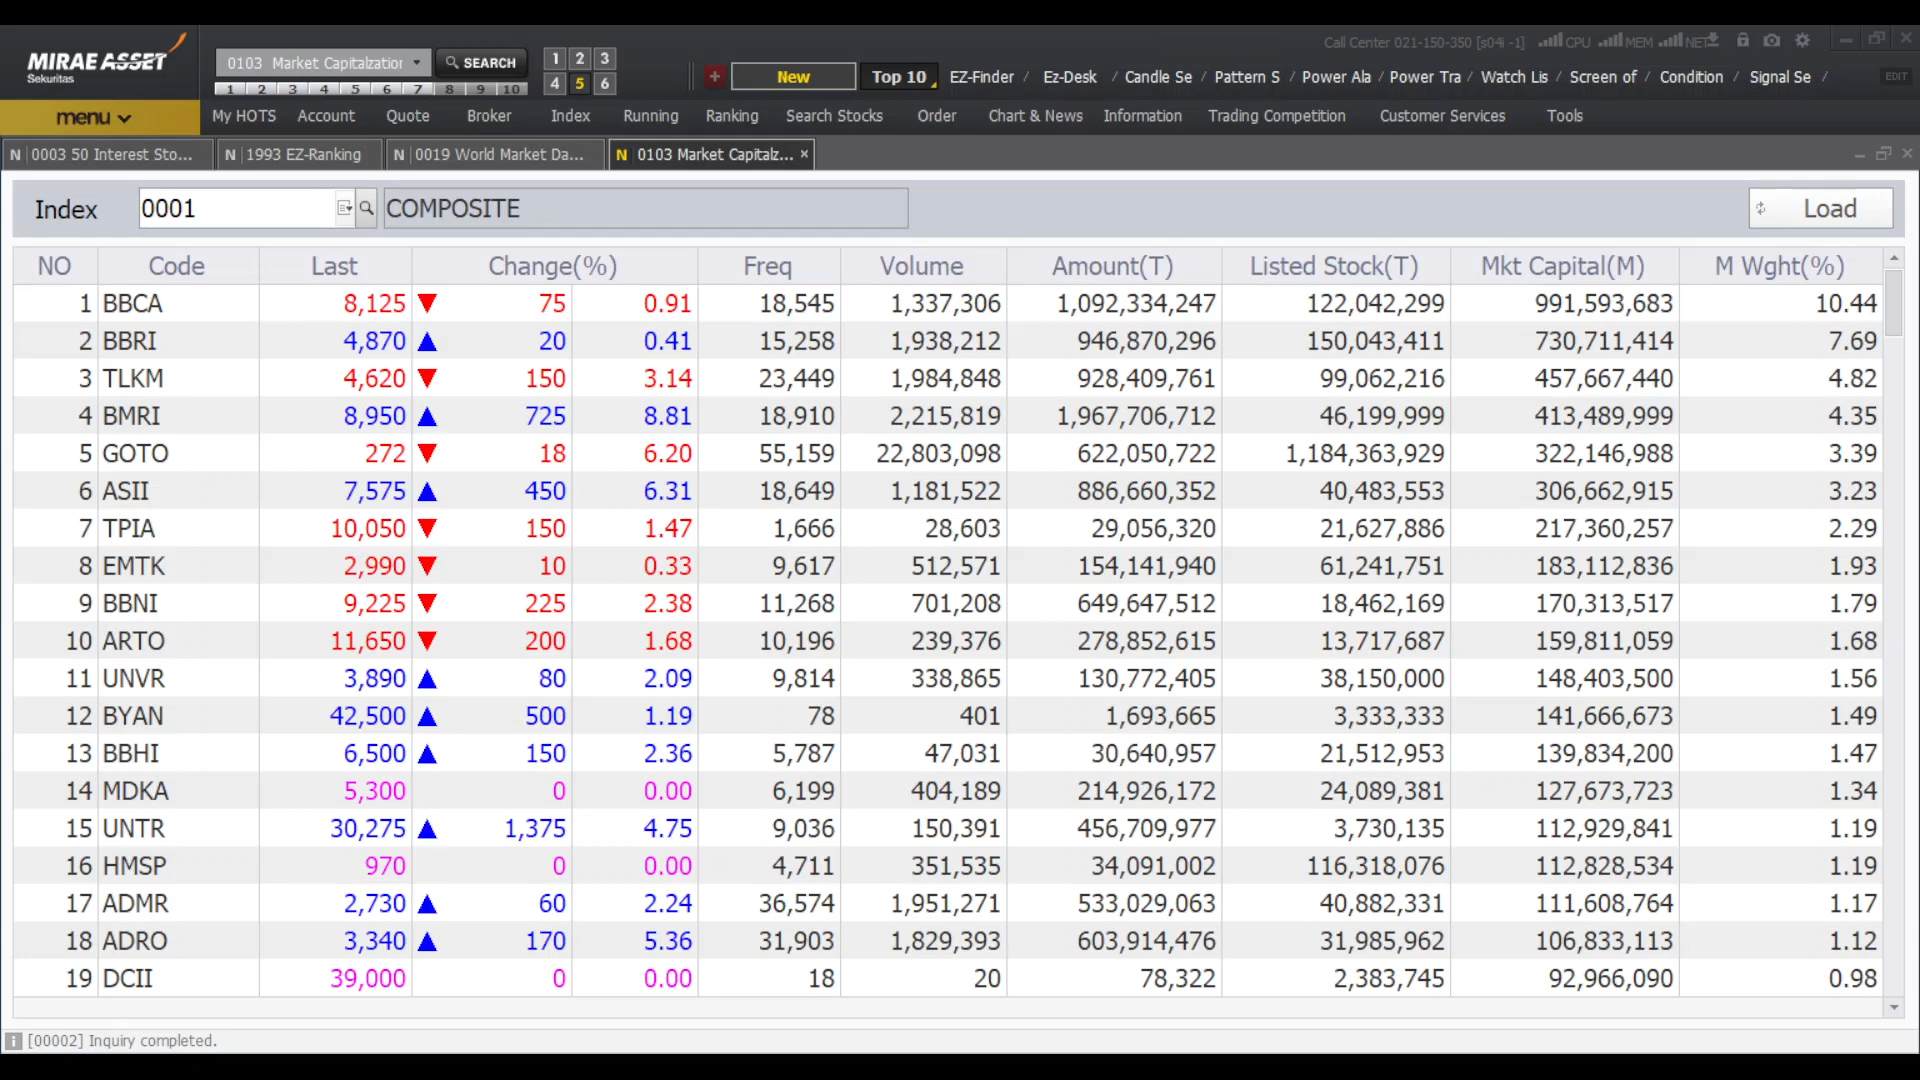 MIRAE ASSET
Sekuritas
0103 Market Capitalzation
SEARCH
1 2 3 4 5 6 7 8 9 10
1 2 3
4 5 6
Call Center 021-150-350 [s04i -1] CPU MEM NET
+ New Top 10 EZ-Finder / Ez-Desk / Candle Se / Pattern S / Power Ala / Power Tra / Watch Lis / Screen of / Condition / Signal Se / EDIT
menu My HOTS Account Quote Broker Index Running Ranking Search Stocks Order Chart & News Information Trading Competition Customer Services Tools
N 0003 50 Interest Sto... N 1993 EZ-Ranking N 0019 World Market Da... N 0103 Market Capitalz... ×
Index 0001 COMPOSITE Load
NO Code Last Change(%) Freq Volume Amount(T) Listed Stock(T) Mkt Capital(M) M Wght(%)
1 BBCA 8,125 ▼ 75 0.91 18,545 1,337,306 1,092,334,247 122,042,299 991,593,683 10.44
2 BBRI 4,870 ▲ 20 0.41 15,258 1,938,212 946,870,296 150,043,411 730,711,414 7.69
3 TLKM 4,620 ▼ 150 3.14 23,449 1,984,848 928,409,761 99,062,216 457,667,440 4.82
4 BMRI 8,950 ▲ 725 8.81 18,910 2,215,819 1,967,706,712 46,199,999 413,489,999 4.35
5 GOTO 272 ▼ 18 6.20 55,159 22,803,098 622,050,722 1,184,363,929 322,146,988 3.39
6 ASII 7,575 ▲ 450 6.31 18,649 1,181,522 886,660,352 40,483,553 306,662,915 3.23
7 TPIA 10,050 ▼ 150 1.47 1,666 28,603 29,056,320 21,627,886 217,360,257 2.29
8 EMTK 2,990 ▼ 10 0.33 9,617 512,571 154,141,940 61,241,751 183,112,836 1.93
9 BBNI 9,225 ▼ 225 2.38 11,268 701,208 649,647,512 18,462,169 170,313,517 1.79
10 ARTO 11,650 ▼ 200 1.68 10,196 239,376 278,852,615 13,717,687 159,811,059 1.68
11 UNVR 3,890 ▲ 80 2.09 9,814 338,865 130,772,405 38,150,000 148,403,500 1.56
12 BYAN 42,500 ▲ 500 1.19 78 401 1,693,665 3,333,333 141,666,673 1.49
13 BBHI 6,500 ▲ 150 2.36 5,787 47,031 30,640,957 21,512,953 139,834,200 1.47
14 MDKA 5,300 0 0.00 6,199 404,189 214,926,172 24,089,381 127,673,723 1.34
15 UNTR 30,275 ▲ 1,375 4.75 9,036 150,391 456,709,977 3,730,135 112,929,841 1.19
16 HMSP 970 0 0.00 4,711 351,535 34,091,002 116,318,076 112,828,534 1.19
17 ADMR 2,730 ▲ 60 2.24 36,574 1,951,271 533,029,063 40,882,331 111,608,764 1.17
18 ADRO 3,340 ▲ 170 5.36 31,903 1,829,393 603,914,476 31,985,962 106,833,113 1.12
19 DCII 39,000 0 0.00 18 20 78,322 2,383,745 92,966,090 0.98
[00002] Inquiry completed.